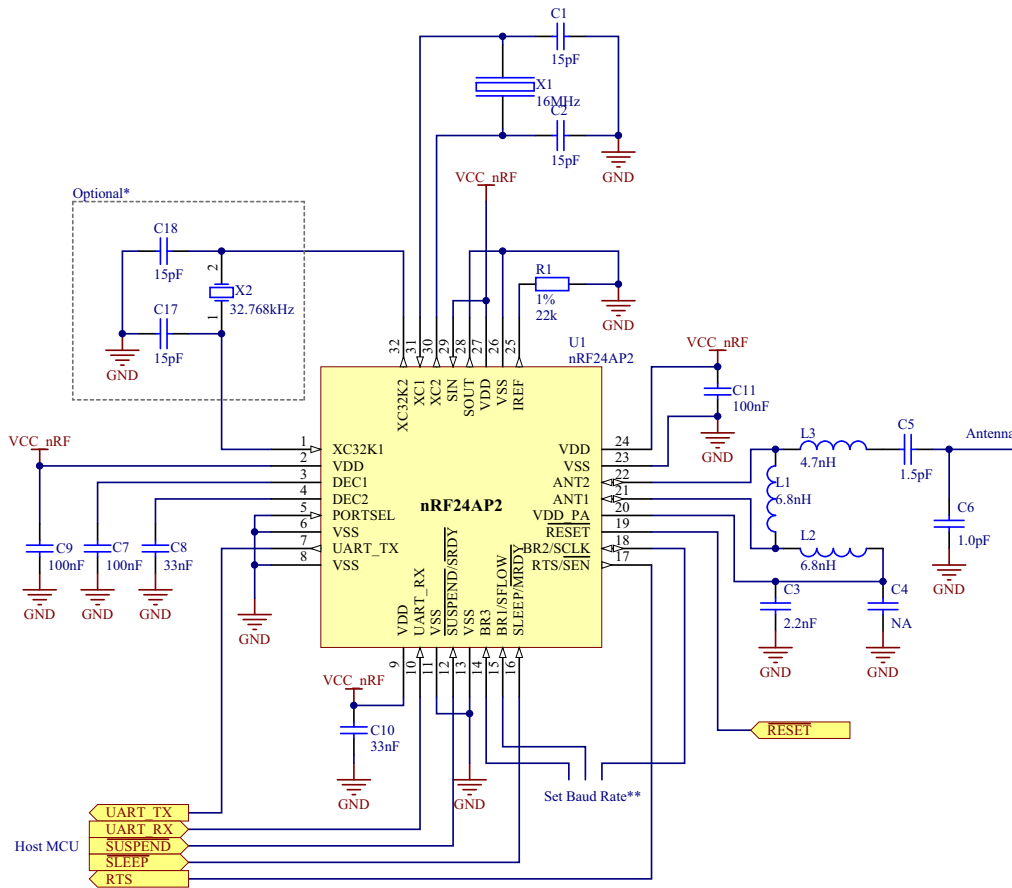 C1
15pF
X1
16MHz
C2
15pF
GND
VCC_nRF
Optional*
C18
15pF
2
X2
32.768kHz
1
C17
15pF
GND
R1
1%
22k
GND
32
31
30
29
28
27
26
25
U1
nRF24AP2
XC32K2
XC1
XC2
SIN
SOUT
VDD
VSS
IREF
VCC_nRF
C11
100nF
GND
VCC_nRF
1 XC32K1
2 VDD
3 DEC1
4 DEC2
5 PORTSEL
6 VSS
7 UART_TX
8 VSS
nRF24AP2
VDD 24
VSS 23
ANT2 22
ANT1 21
VDD_PA 20
RESET 19
BR2/SCLK 18
RTS/SEN 17
L3
4.7nH
C5
1.5pF
Antenna
L1
6.8nH
L2
6.8nH
C6
1.0pF
GND
C9
100nF
GND
C7
100nF
GND
C8
33nF
GND
GND
C3
2.2nF
GND
C4
NA
GND
VDD
UART_RX
VSS
SUSPEND/SRDY
VSS
BR3
BR1/SFLOW
SLEEP/MRDY
9
10
11
12
13
14
15
16
VCC_nRF
C10
33nF
GND
GND
RESET
Set Baud Rate**
Host MCU
UART_TX
UART_RX
SUSPEND
SLEEP
RTS